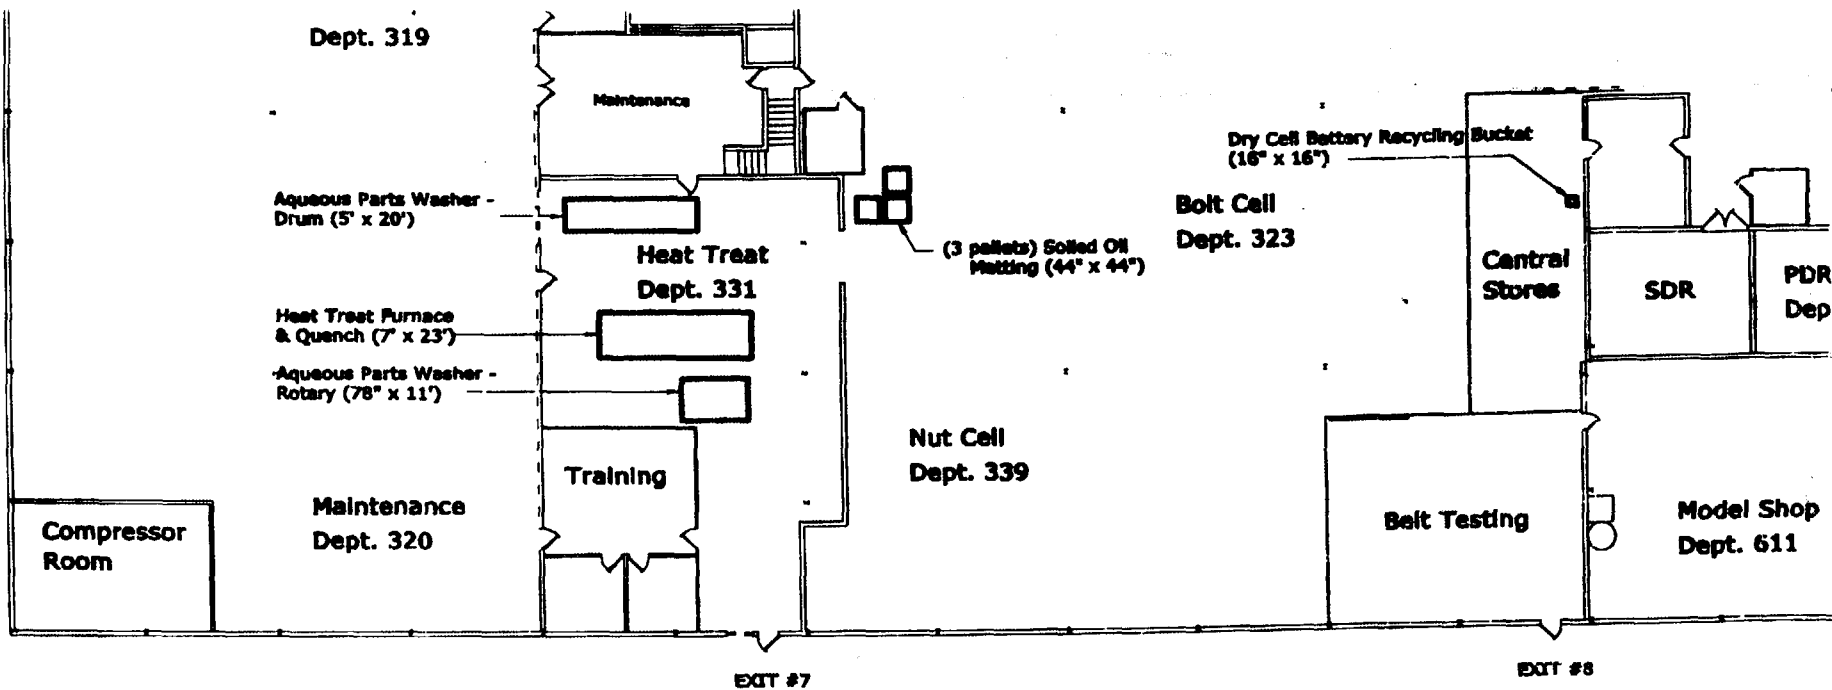 Dept. 319
Maintenance
Dry Cell Battery Recycling Bucket
(16" x 16")
Aqueous Parts Washer -
Drum (5' x 20')
Bolt Cell
Dept. 323
(3 pallets) Soiled Oil
Matting (44" x 44")
Heat Treat
Dept. 331
Central
Stores
SDR
PDR
Dep
Heat Treat Furnace
& Quench (7' x 23')
Aqueous Parts Washer -
Rotary (78" x 11')
Nut Cell
Dept. 339
Training
Maintenance
Dept. 320
Compressor
Room
Belt Testing
Model Shop
Dept. 611
EXIT #7
EXIT #8